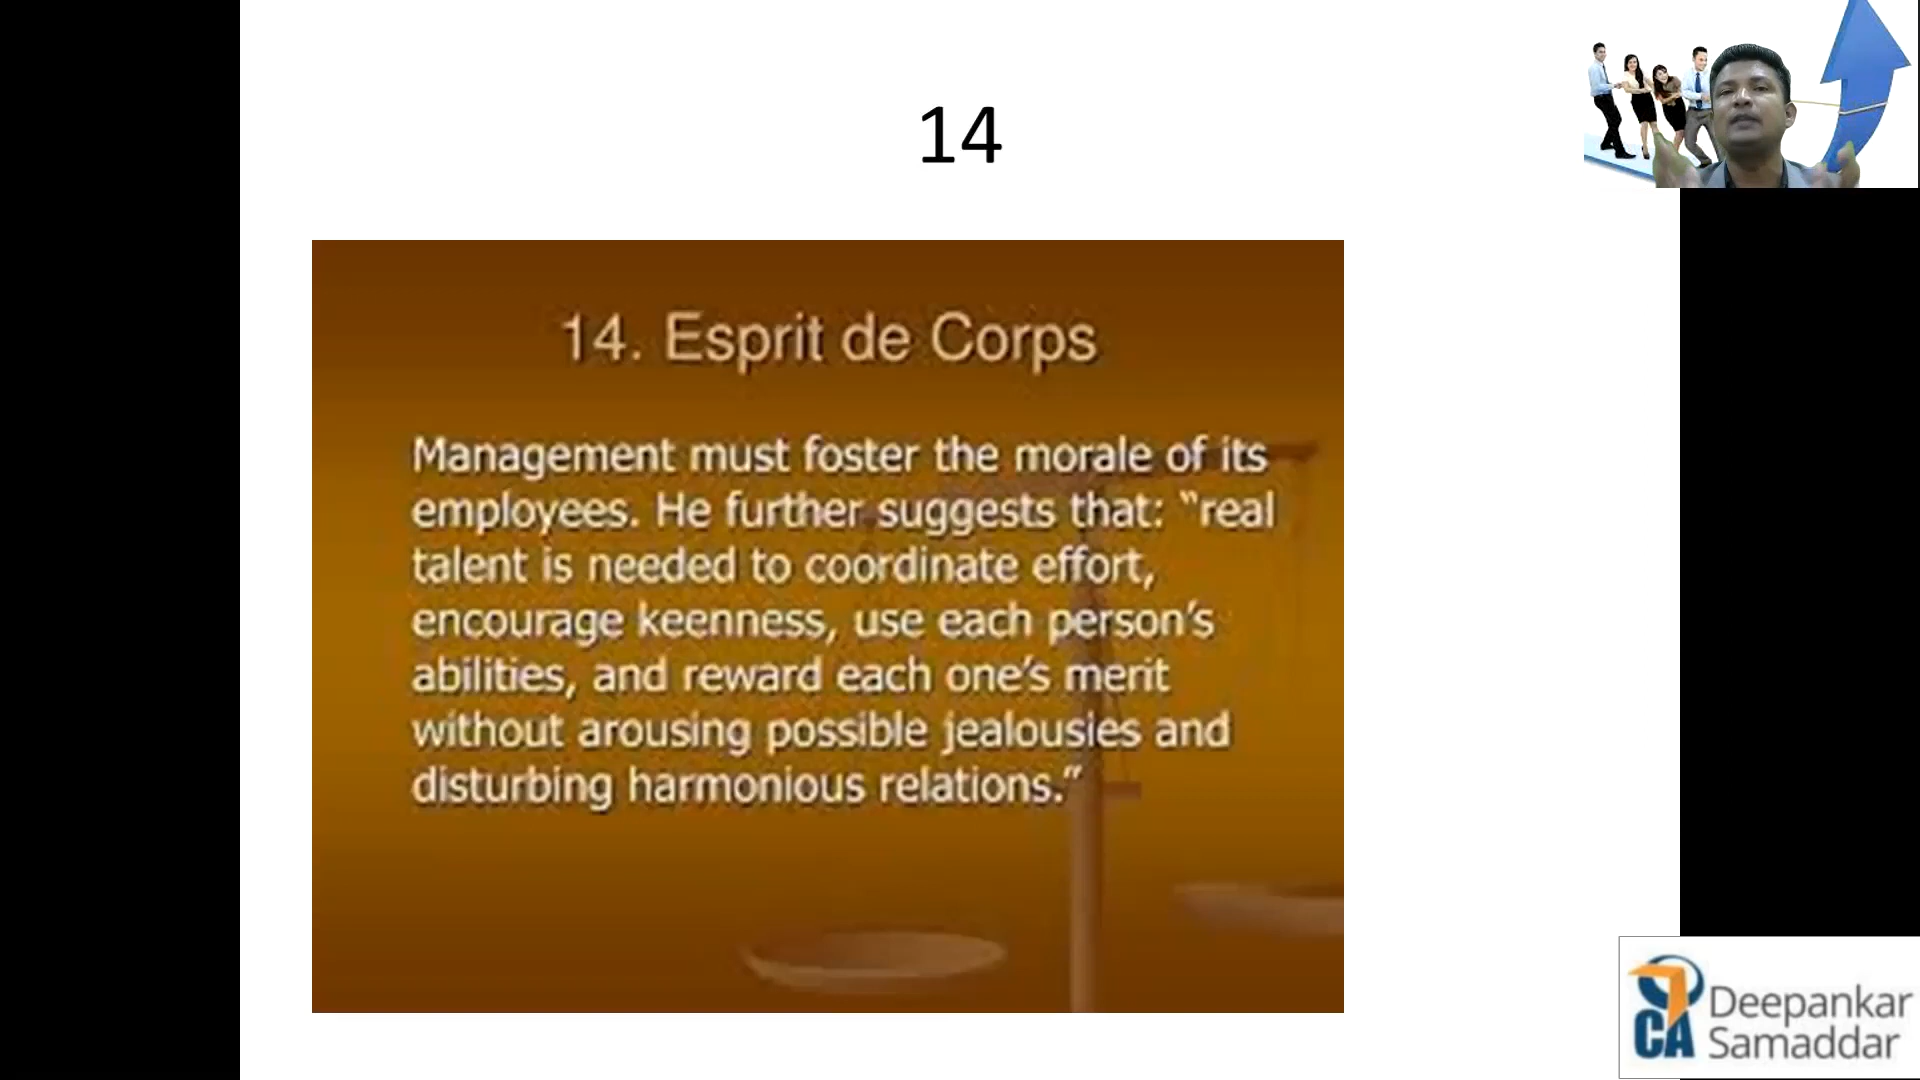 14
14. Esprit de Corps
Management must foster the morale of its
employees. He further suggests that: “real
talent is needed to coordinate effort,
encourage keenness, use each person’s
abilities, and reward each one’s merit
without arousing possible jealousies and
disturbing harmonious relations.”
CA
Deepankar
Samaddar